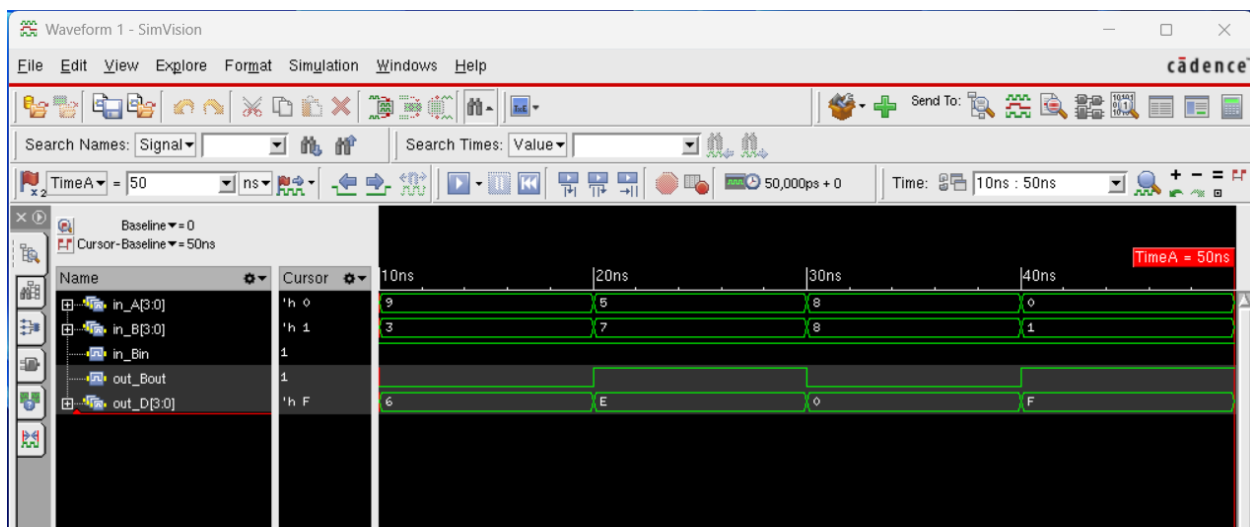 Waveform 1 - SimVision
File Edit View Explore Format Simulation Windows Help
cādence
Send To:
Search Names: Signal
Search Times: Value
x2 TimeA = 50 ns
50,000ps + 0
Time: 10ns : 50ns
Baseline = 0
Cursor-Baseline = 50ns
TimeA = 50ns
Name Cursor 10ns 20ns 30ns 40ns
in_A[3:0] 'h 0 9 5 8 0
in_B[3:0] 'h 1 3 7 8 1
in_Bin 1
out_Bout 1
out_D[3:0] 'h F 6 E 0 F